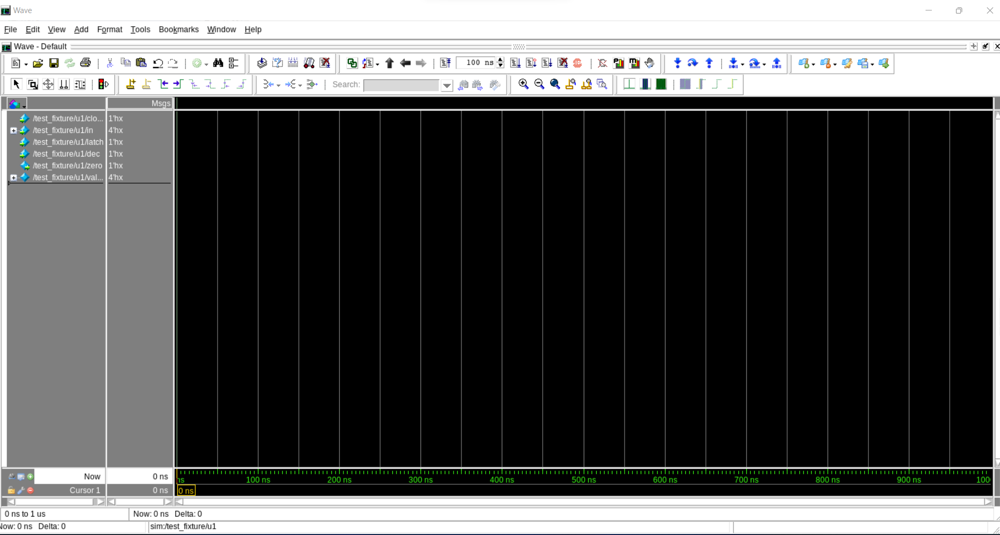 Wave
File Edit View Add Format Tools Bookmarks Window Help
Wave - Default
100 ns
Search:
Msgs
/test_fixture/u1/clo... 1'hx
/test_fixture/u1/in 4'hx
/test_fixture/u1/latch 1'hx
/test_fixture/u1/dec 1'hx
/test_fixture/u1/zero 1'hx
/test_fixture/u1/val... 4'hx
Now 0 ns
ns 100 ns 200 ns 300 ns 400 ns 500 ns 600 ns 700 ns 800 ns 900 ns 100
Cursor 1 0 ns 0 ns
0 ns to 1 us Now: 0 ns Delta: 0
Now: 0 ns Delta: 0 sim:/test_fixture/u1